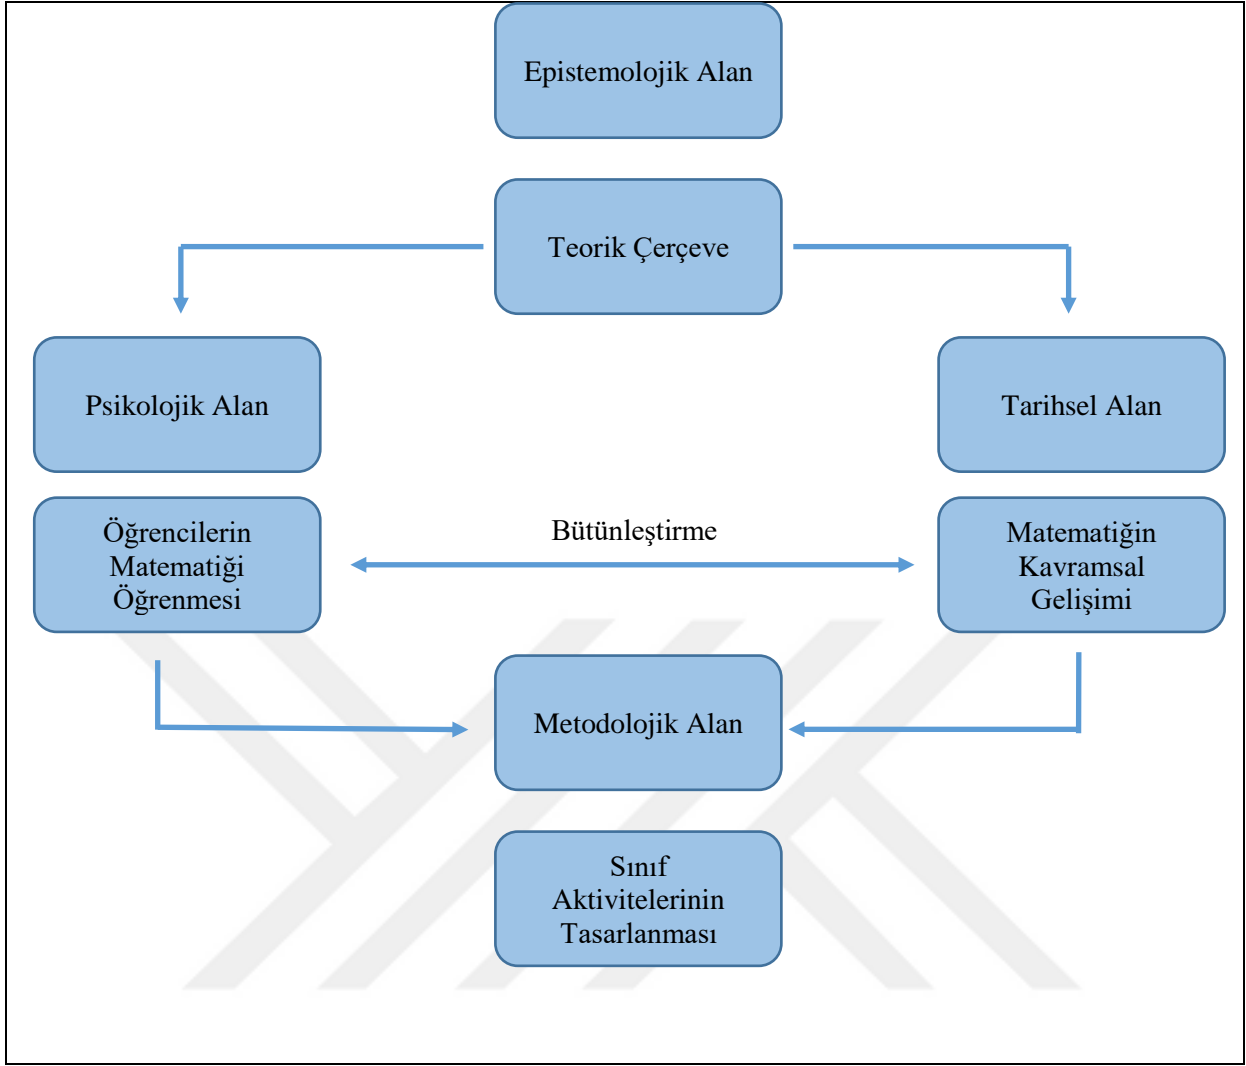 Epistemolojik Alan
Teorik Çerçeve
Psikolojik Alan
Tarihsel Alan
Öğrencilerin
Matematiği
Öğrenmesi
Bütünleştirme
Matematiğin
Kavramsal
Gelişimi
Metodolojik Alan
Sınıf
Aktivitelerinin
Tasarlanması